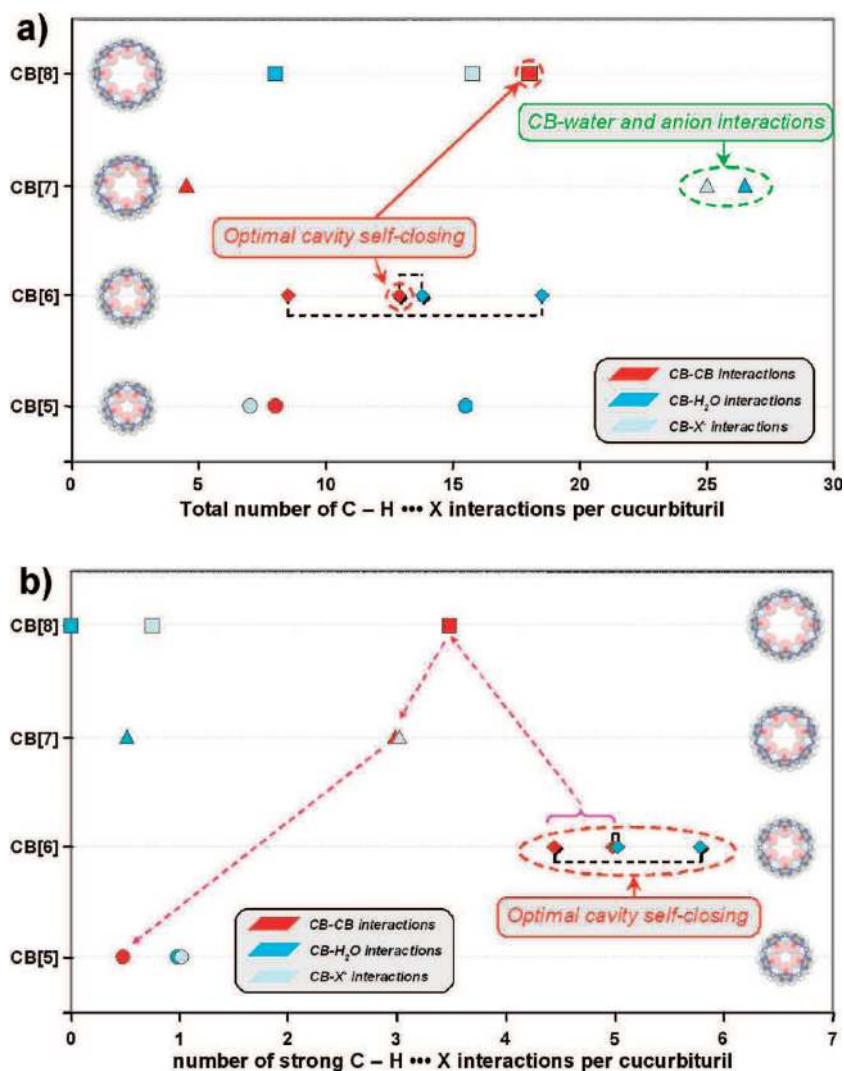 a)
CB[8]
CB-water and anion interactions
CB[7]
Optimal cavity self-closing
CB[6]
CB-CB interactions
CB-H₂O interactions
CB-X⁻ interactions
CB[5]
0 5 10 15 20 25 30
Total number of C – H ••• X interactions per cucurbituril
b)
CB[8]
CB[7]
CB[6]
Optimal cavity self-closing
CB-CB interactions
CB-H₂O interactions
CB-X⁻ interactions
CB[5]
0 1 2 3 4 5 6 7
number of strong C – H ••• X interactions per cucurbituril